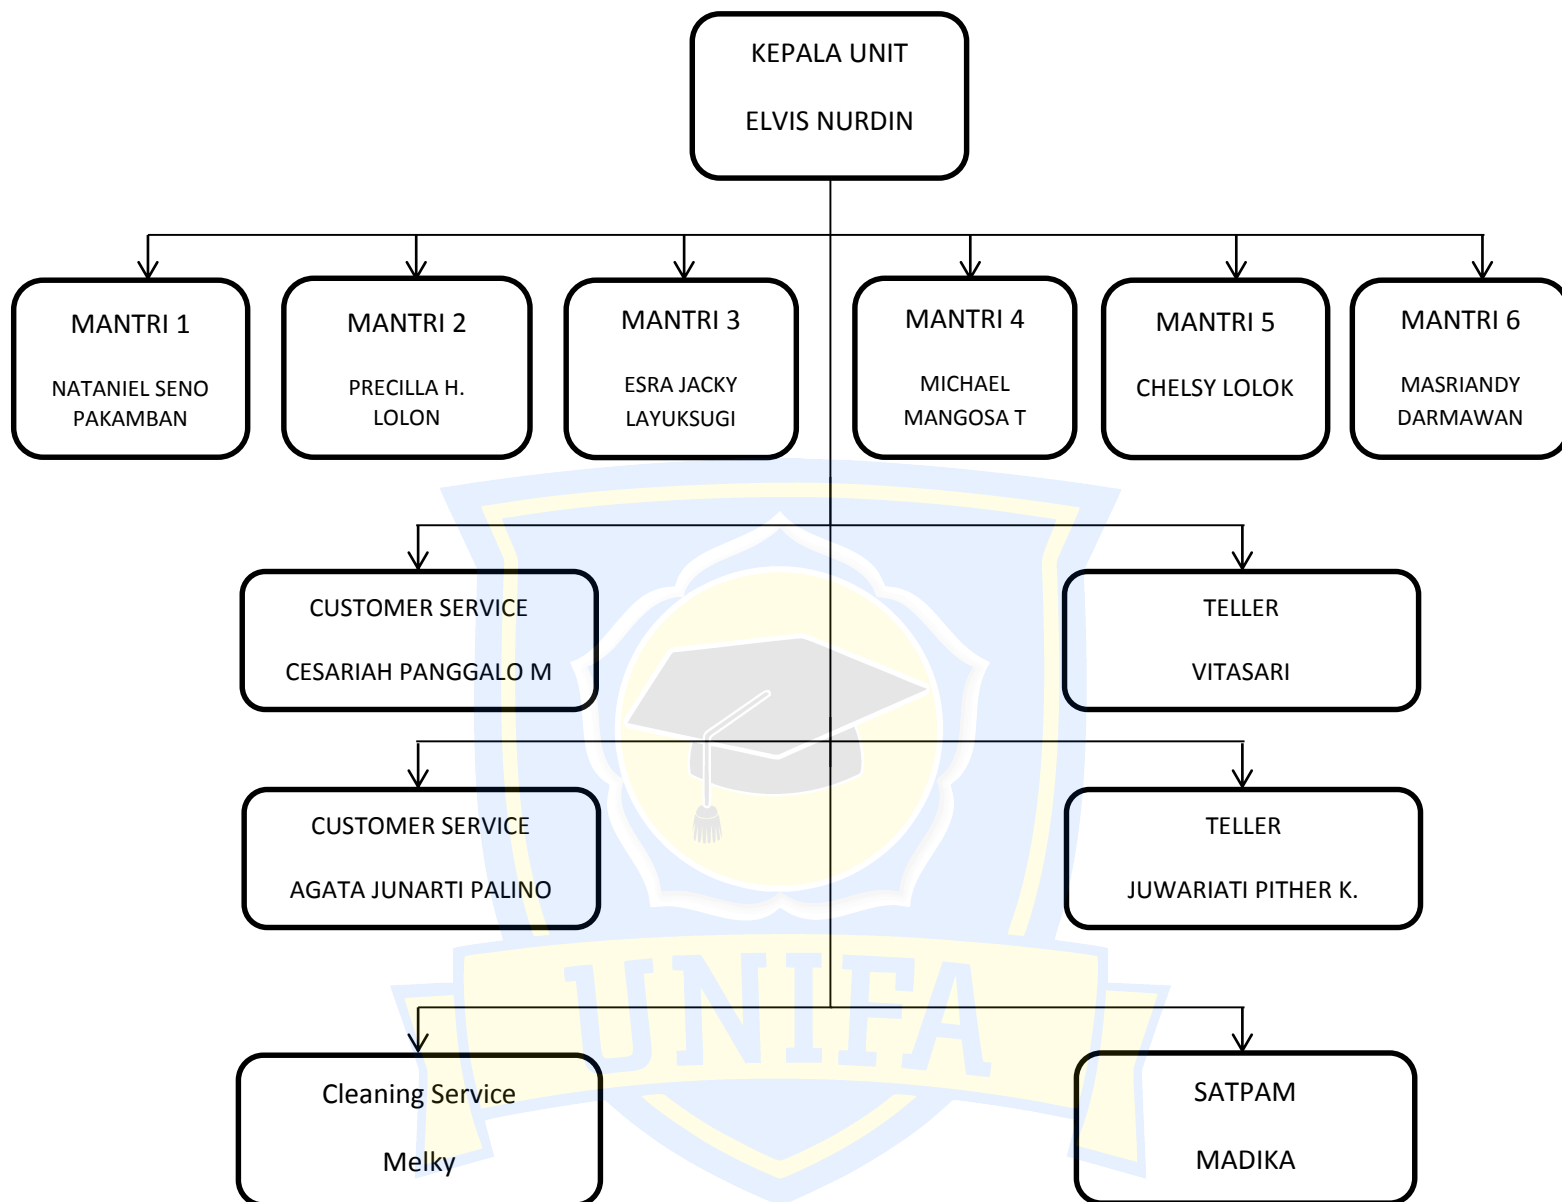 KEPALA UNIT
ELVIS NURDIN
MANTRI 1
NATANIEL SENO
PAKAMBAN
MANTRI 2
PRECILLA H.
LOLON
MANTRI 3
ESRA JACKY
LAYUKSUGI
MANTRI 4
MICHAEL
MANGOSA T
MANTRI 5
CHELSY LOLOK
MANTRI 6
MASRIANDY
DARMAWAN
CUSTOMER SERVICE
CESARIAH PANGGALO M
TELLER
VITASARI
CUSTOMER SERVICE
AGATA JUNARTI PALINO
TELLER
JUWARIATI PITHER K.
UNIFA
Cleaning Service
Melky
SATPAM
MADIKA